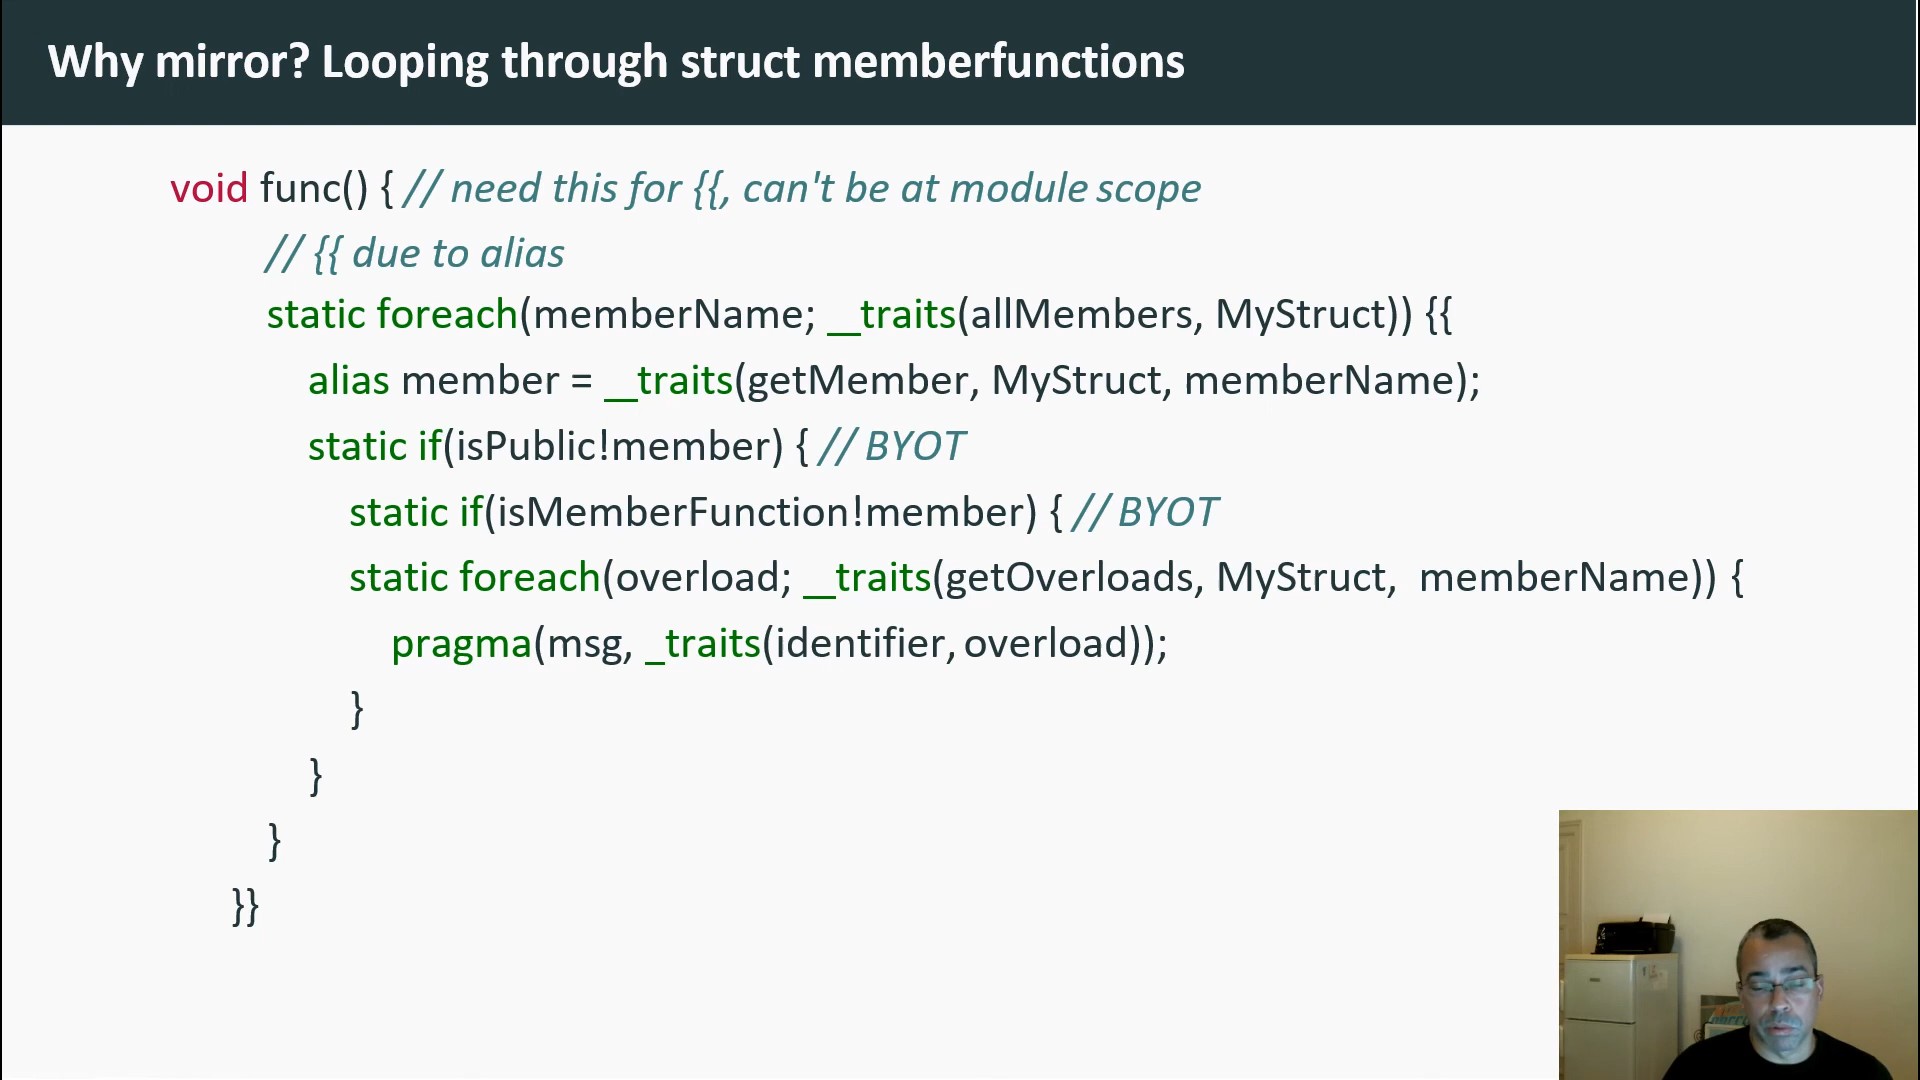 Why mirror? Looping through struct memberfunctions
void func() { // need this for {{, can't be at module scope
// {{ due to alias
static foreach(memberName; __traits(allMembers, MyStruct)) {{
alias member = __traits(getMember, MyStruct, memberName);
static if(isPublic!member) { // BYOT
static if(isMemberFunction!member) { // BYOT
static foreach(overload; __traits(getOverloads, MyStruct, memberName)) {
pragma(msg, _traits(identifier, overload));
}
}
}
}}